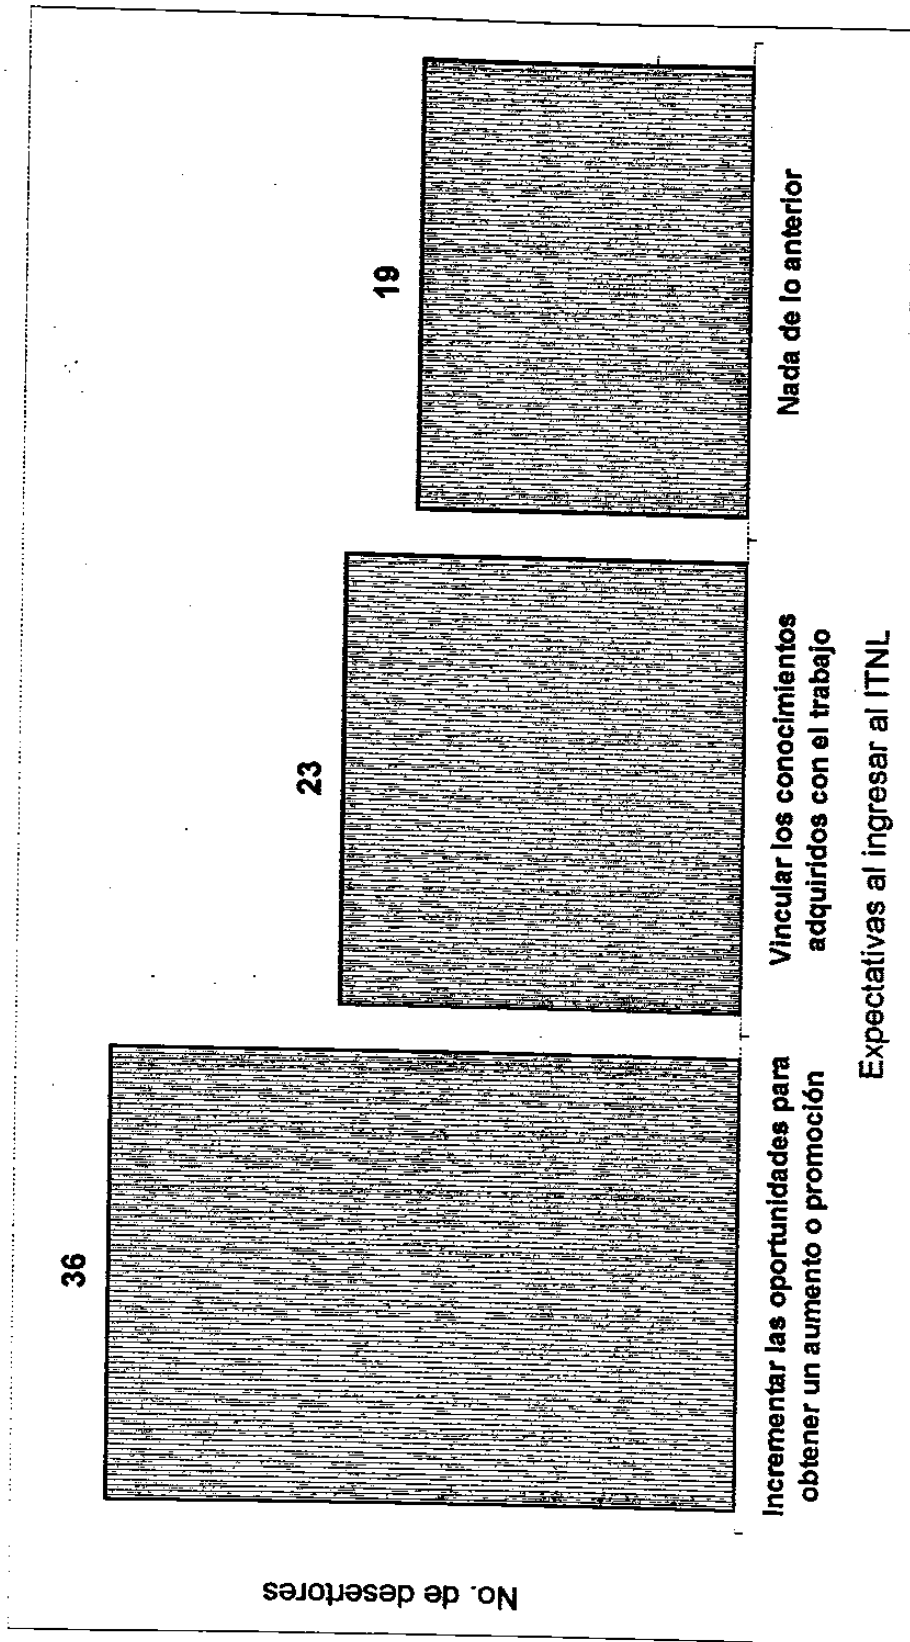 No. de desertores
36
23
19
Incrementar las oportunidades para
obtener un aumento o promoción
Vincular los conocimientos
adquiridos con el trabajo
Nada de lo anterior
Expectativas al ingresar al ITNL